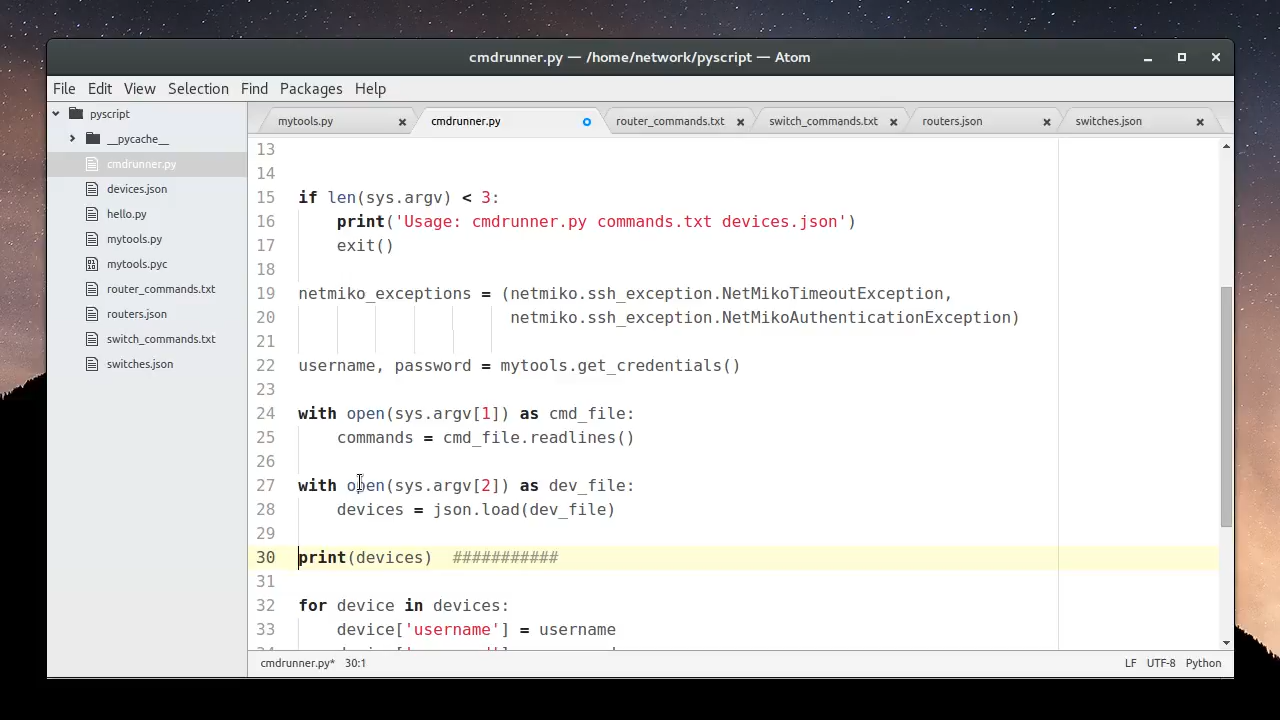 cmdrunner.py — /home/network/pyscript — Atom
File Edit View Selection Find Packages Help
pyscript
__pycache__
cmdrunner.py
devices.json
hello.py
mytools.py
mytools.pyc
router_commands.txt
routers.json
switch_commands.txt
switches.json
mytools.py cmdrunner.py router_commands.txt switch_commands.txt routers.json switches.json
13
14
15 if len(sys.argv) < 3:
16 print('Usage: cmdrunner.py commands.txt devices.json')
17 exit()
18
19 netmiko_exceptions = (netmiko.ssh_exception.NetMikoTimeoutException,
20 netmiko.ssh_exception.NetMikoAuthenticationException)
21
22 username, password = mytools.get_credentials()
23
24 with open(sys.argv[1]) as cmd_file:
25 commands = cmd_file.readlines()
26
27 with open(sys.argv[2]) as dev_file:
28 devices = json.load(dev_file)
29
30 print(devices)  ###########
31
32 for device in devices:
33 device['username'] = username
cmdrunner.py* 30:1 LF UTF-8 Python